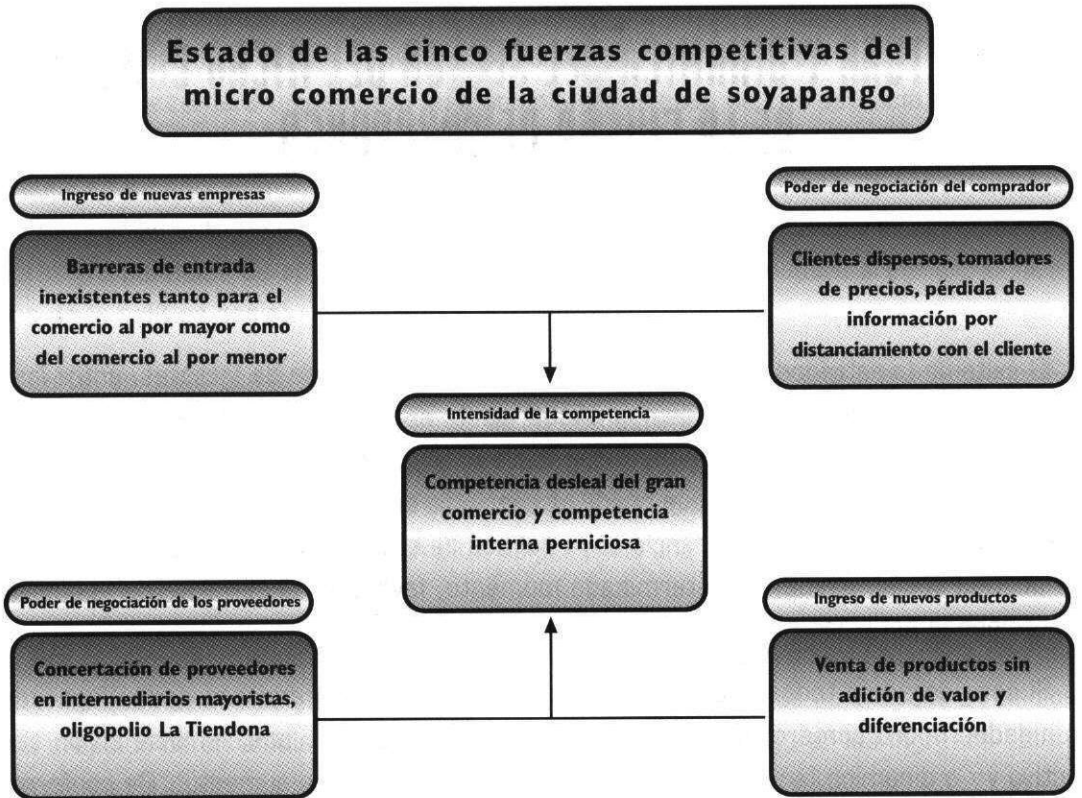 Estado de las cinco fuerzas competitivas del
micro comercio de la ciudad de soyapango
Ingreso de nuevas empresas
Barreras de entrada
inexistentes tanto para el
comercio al por mayor como
del comercio al por menor
Poder de negociación del comprador
Clientes dispersos, tomadores
de precios, pérdida de
información por
distanciamiento con el cliente
Intensidad de la competencia
Competencia desleal del gran
comercio y competencia
interna perniciosa
Poder de negociación de los proveedores
Concertación de proveedores
en intermediarios mayoristas,
oligopolio La Tiendona
Ingreso de nuevos productos
Venta de productos sin
adición de valor y
diferenciación